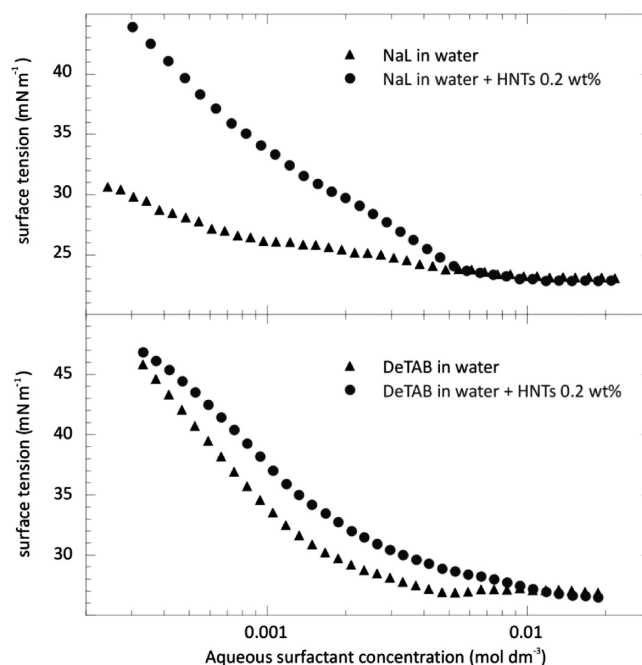 40
35
30
25
surface tension (mN m⁻¹)
▲ NaL in water
● NaL in water + HNTs 0.2 wt%
45
40
35
30
surface tension (mN m⁻¹)
▲ DeTAB in water
● DeTAB in water + HNTs 0.2 wt%
0.001
0.01
Aqueous surfactant concentration (mol dm⁻³)